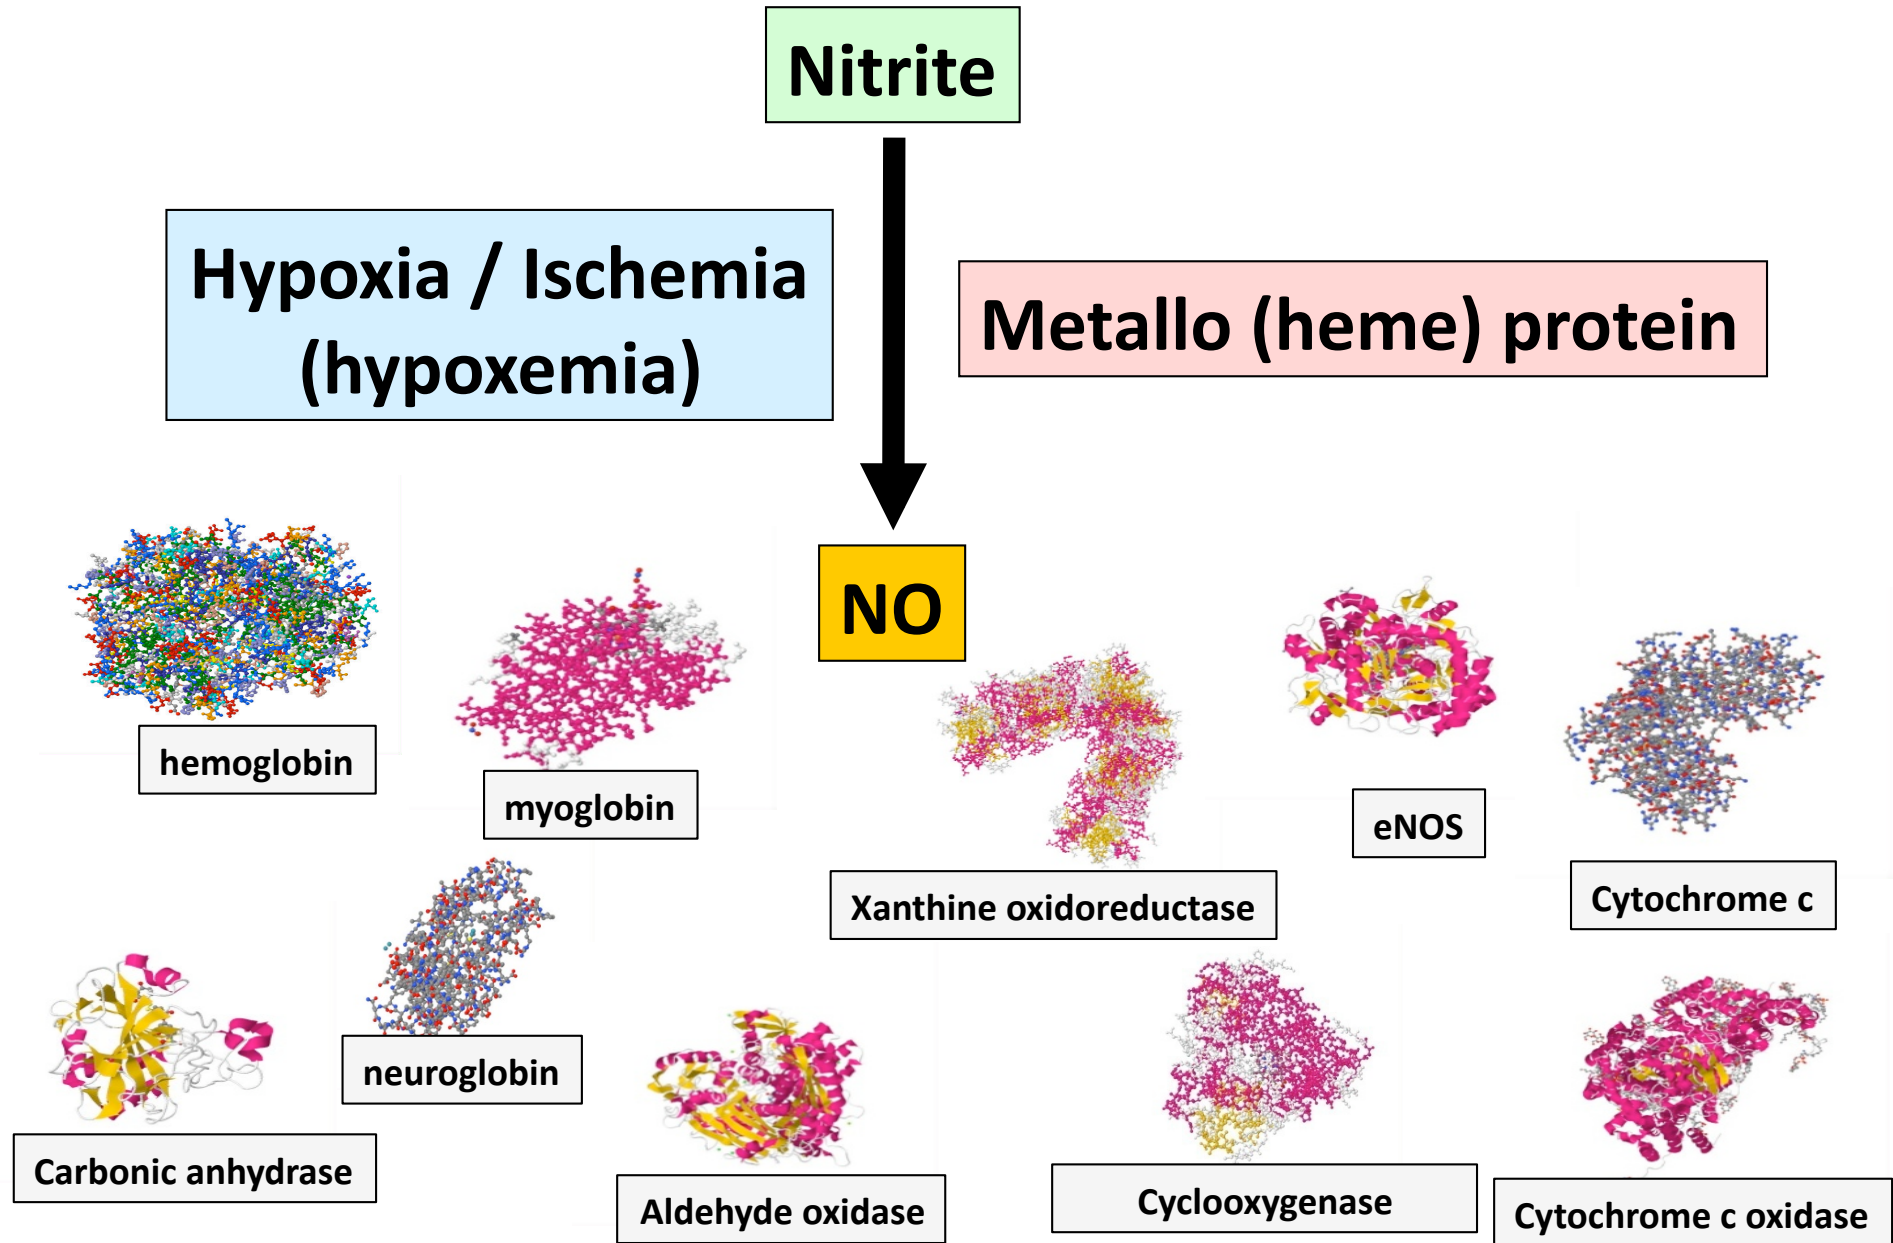 Nitrite
Hypoxia / Ischemia
(hypoxemia)
Metallo (heme) protein
NO
hemoglobin
myoglobin
eNOS
Xanthine oxidoreductase
Cytochrome c
neuroglobin
Carbonic anhydrase
Aldehyde oxidase
Cyclooxygenase
Cytochrome c oxidase